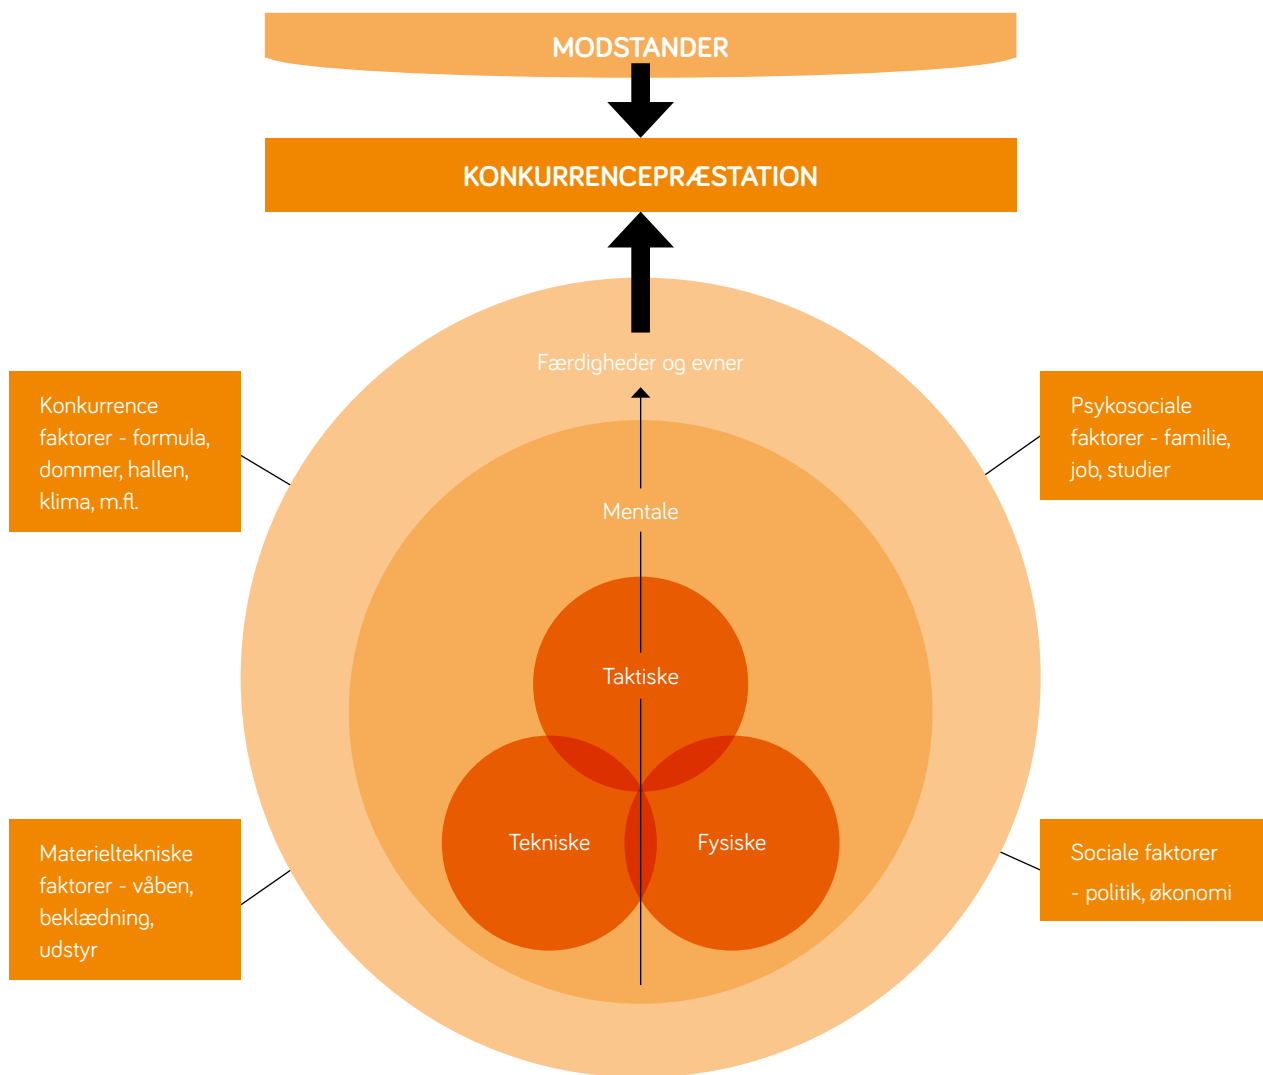 MODSTANDER
KONKURRENCEPRÆSTATION
Færdigheder og evner
Konkurrence
faktorer - formula,
dommer, hallen,
klima, m.fl.
Psykosociale
faktorer - familie,
job, studier
Mentale
Taktiske
Tekniske
Fysiske
Materieltekniske
faktorer - våben,
beklædning,
udstyr
Sociale faktorer
- politik, økonomi